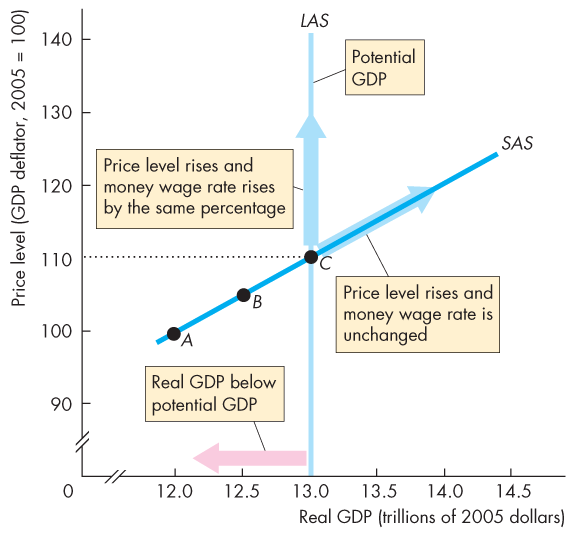 Price level (GDP deflator, 2005 = 100)
140
130
120
110
100
90
0
LAS
Potential
GDP
SAS
Price level rises and
money wage rate rises
by the same percentage
C
B
A
Price level rises and
money wage rate is
unchanged
Real GDP below
potential GDP
12.0 12.5 13.0 13.5 14.0 14.5
Real GDP (trillions of 2005 dollars)